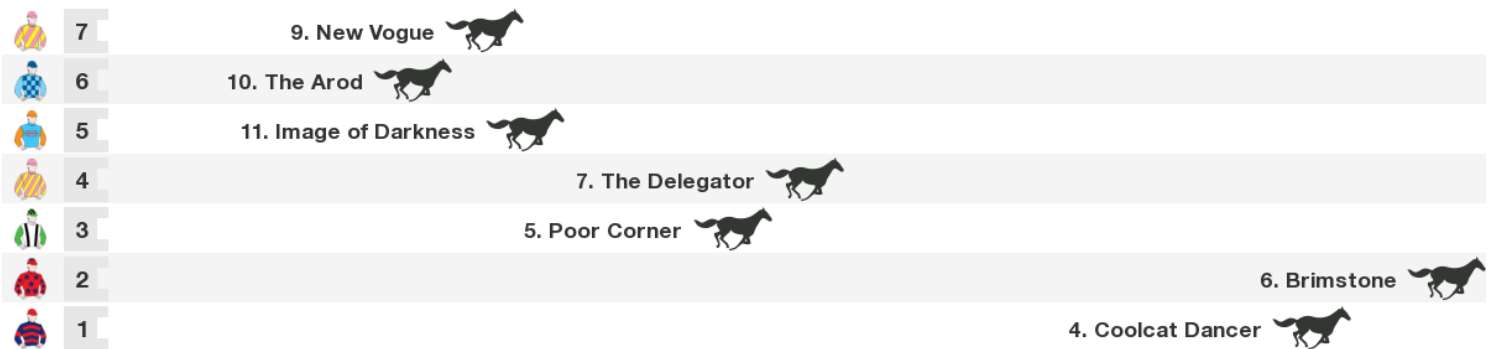 7 9. New Vogue
6 10. The Arod
5 11. Image of Darkness
4 7. The Delegator
3 5. Poor Corner
2 6. Brimstone
1 4. Coolcat Dancer